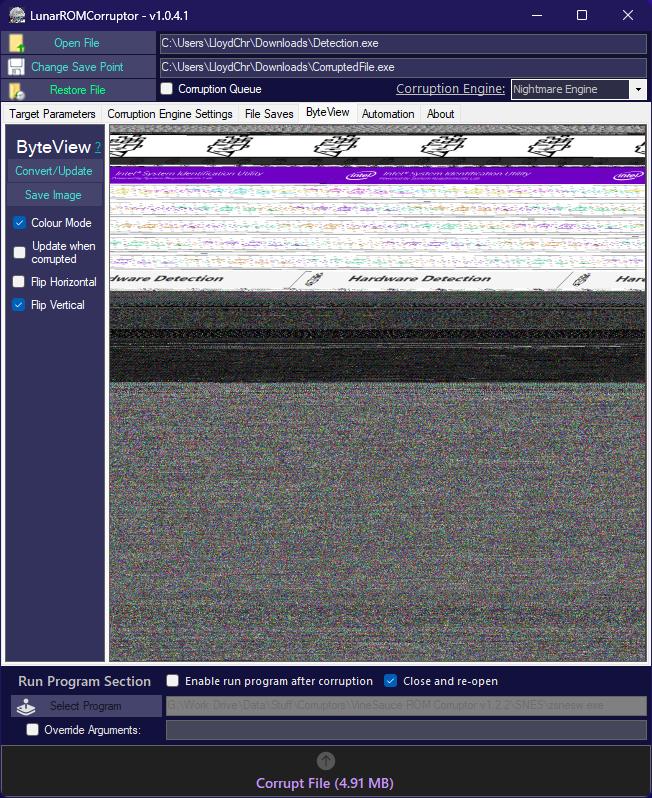 LunarROMCorruptor - v1.0.4.1
Open File
C:\Users\LloydChr\Downloads\Detection.exe
Change Save Point
C:\Users\LloydChr\Downloads\CorruptedFile.exe
Restore File
Corruption Queue
Corruption Engine:
Nightmare Engine
Target Parameters
Corruption Engine Settings
File Saves
ByteView
Automation
About
ByteView ?
Convert/Update
Save Image
Colour Mode
Update when
corrupted
Flip Horizontal
Flip Vertical
Intel® System Identification Utility
intel
Intel® System Identification Utility
intel
rdware Detection
Hardware Detection
Har
Run Program Section
Enable run program after corruption
Close and re-open
Select Program
G:\Work Drive\Data\Stuff\Corruptors\VineSauce ROM Corruptor v1.2.2\SNES\zsnesw.exe
Override Arguments:
Corrupt File (4.91 MB)